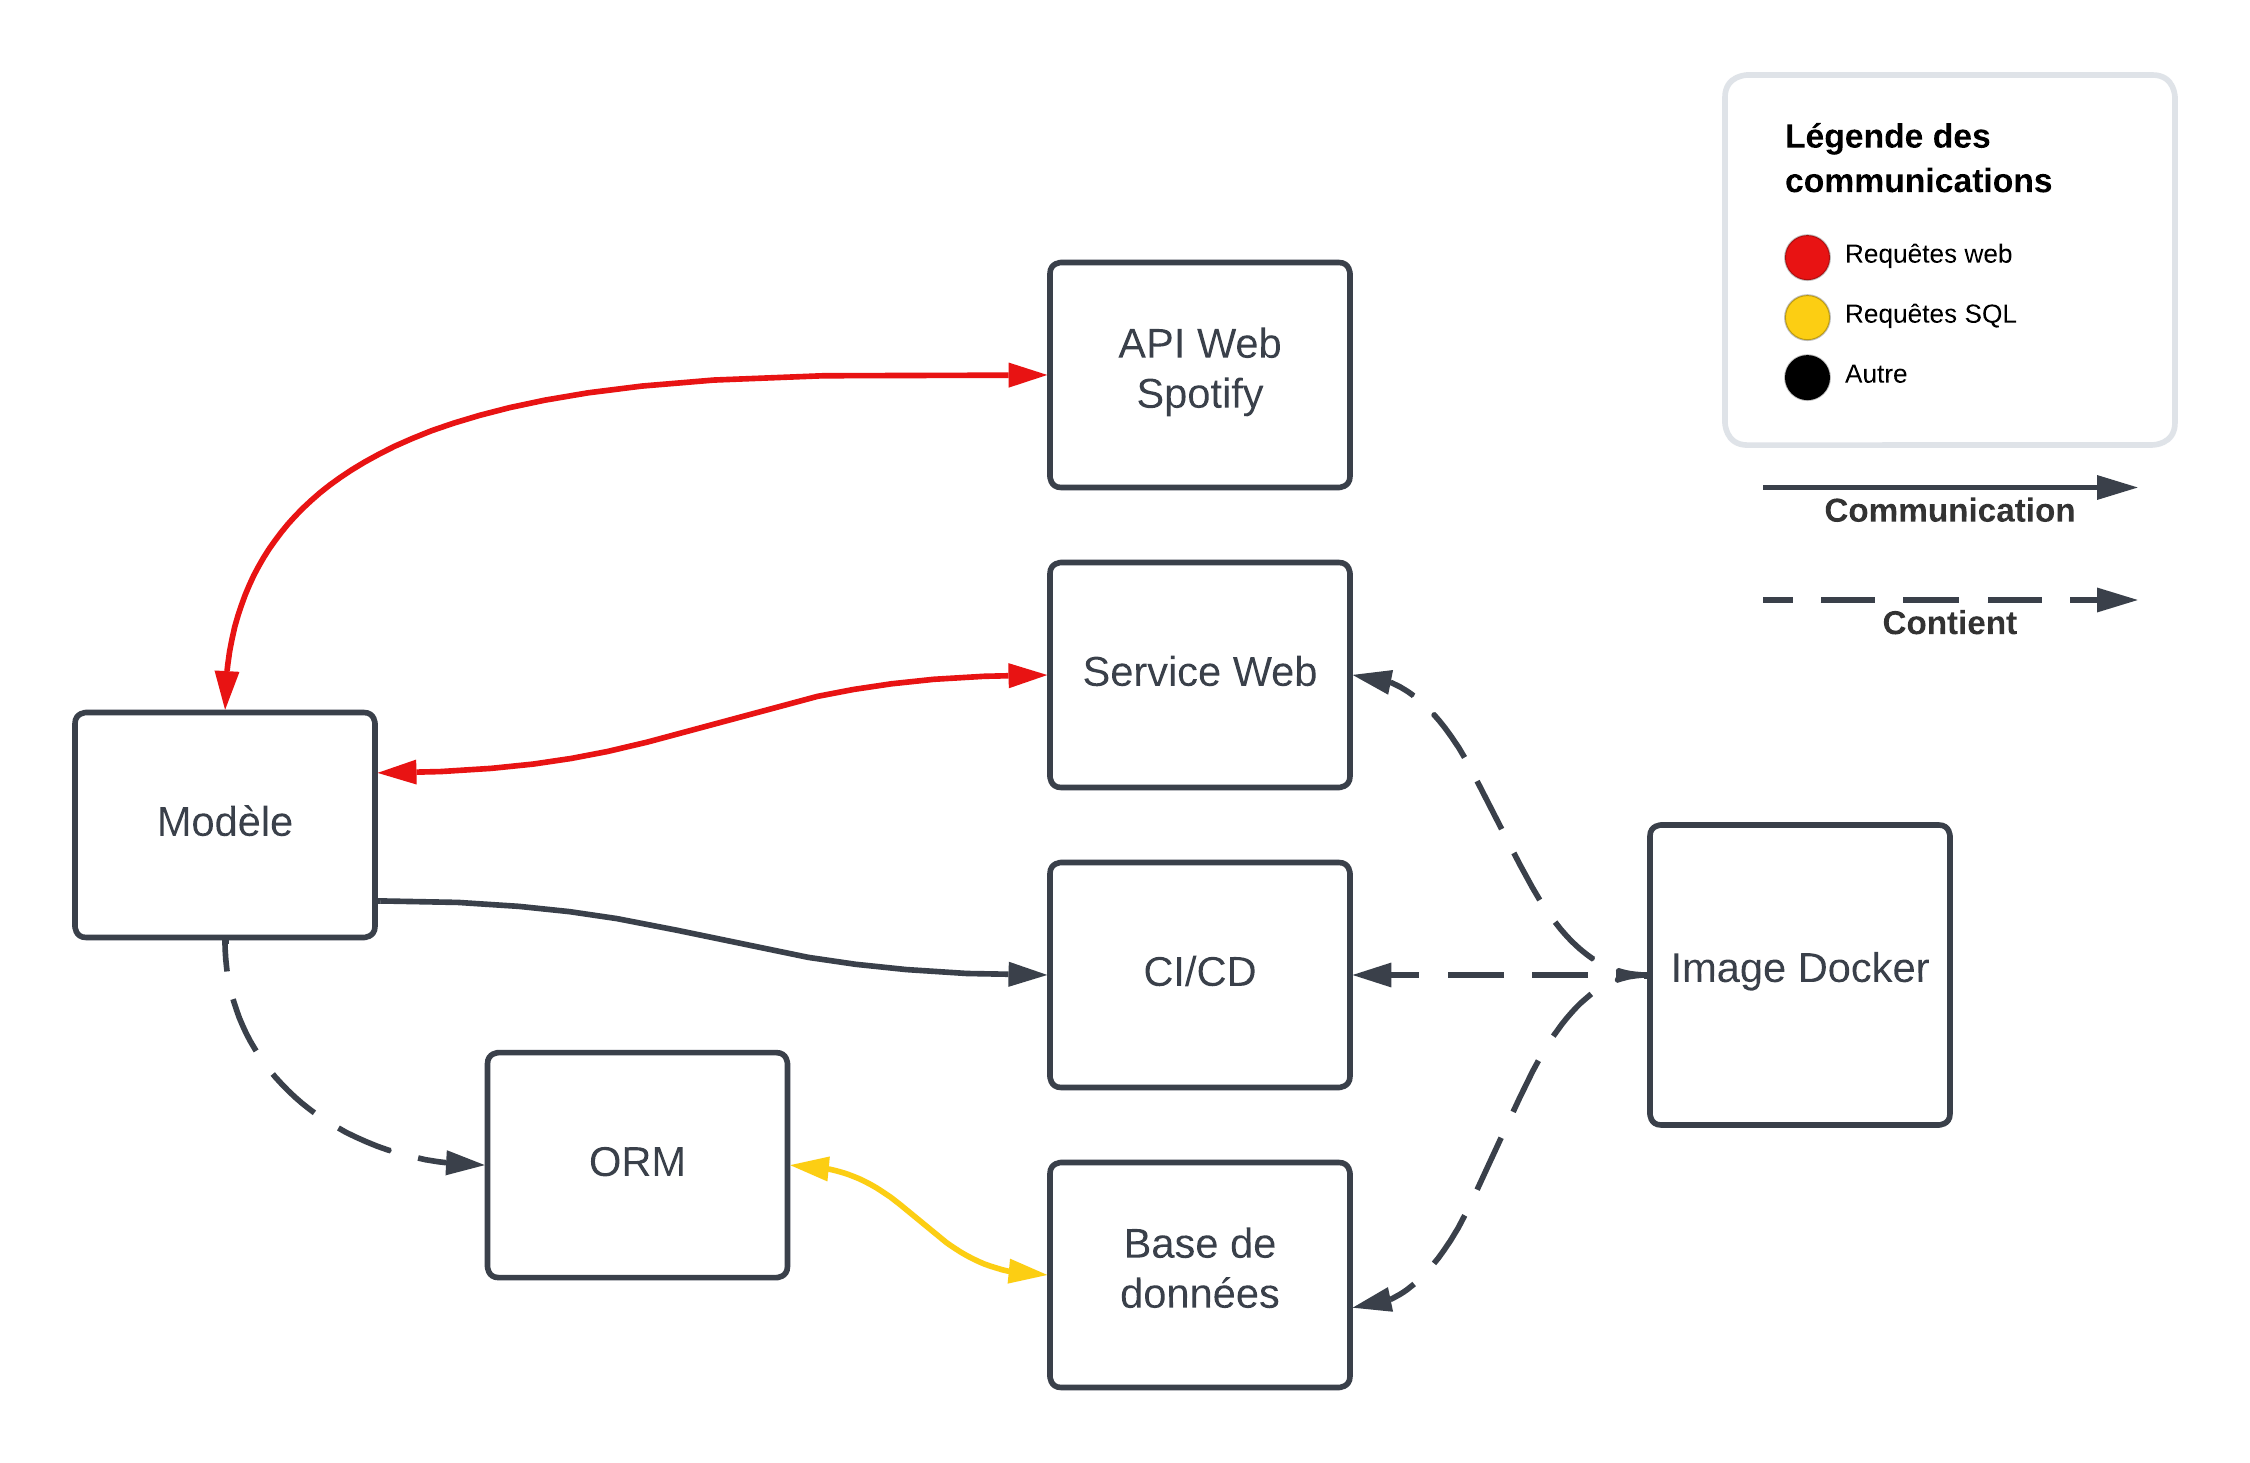 Légende des
communications
Requêtes web
Requêtes SQL
Autre
Communication
Contient
API Web
Spotify
Service Web
Modèle
CI/CD
Image Docker
ORM
Base de
données